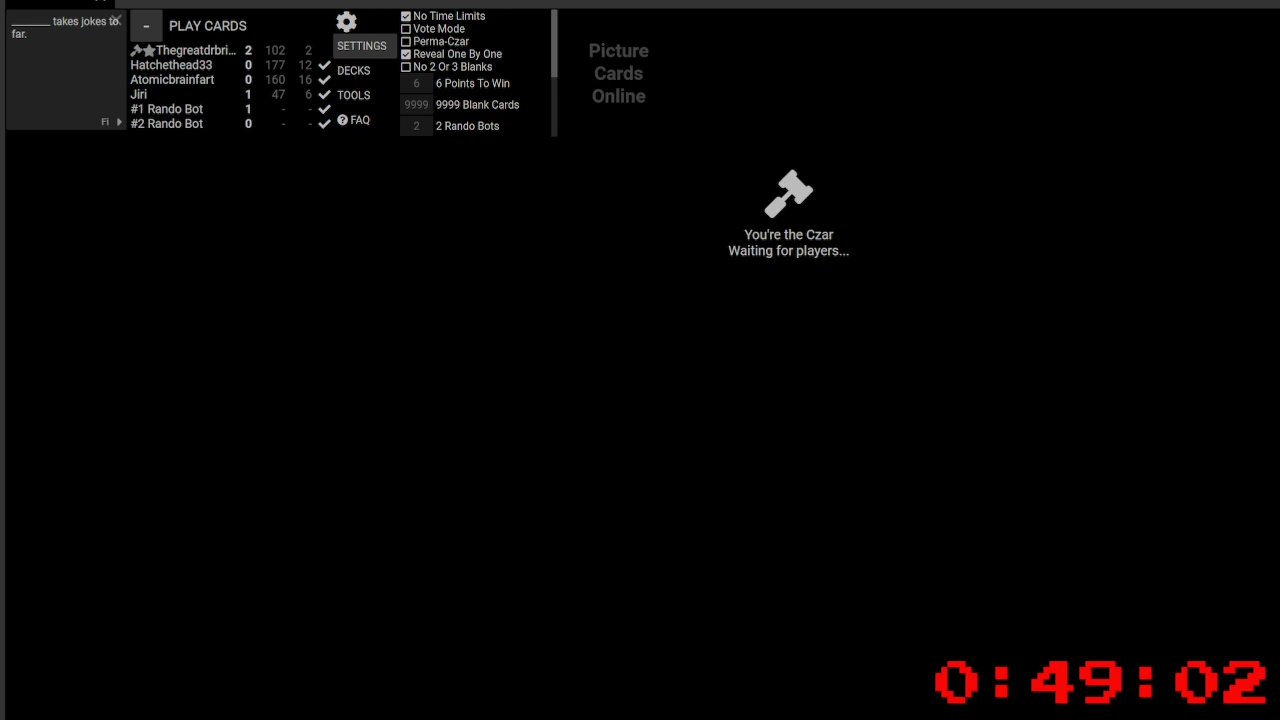 ________ takes jokes to
far.
Fi
- PLAY CARDS
Thegreatdrbri... 2 102 2
Hatchethead33 0 177 12
Atomicbrainfart 0 160 16
Jiri 1 47 6
#1 Rando Bot 1 - -
#2 Rando Bot 0 - -
SETTINGS
DECKS
TOOLS
FAQ
No Time Limits
Vote Mode
Perma-Czar
Reveal One By One
No 2 Or 3 Blanks
6 6 Points To Win
9999 9999 Blank Cards
2 2 Rando Bots
Picture
Cards
Online
You're the Czar
Waiting for players...
0:49:02